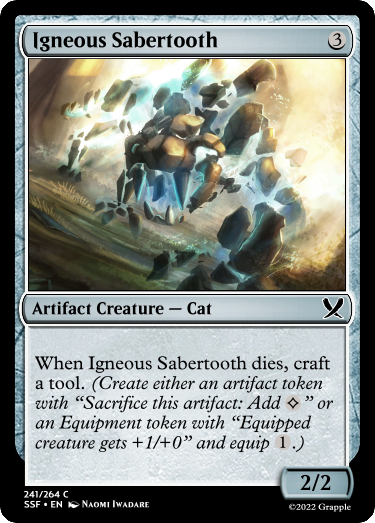 Igneous Sabertooth 3
Artifact Creature — Cat
When Igneous Sabertooth dies, craft
a tool. (Create either an artifact token
with “Sacrifice this artifact: Add ” or
an Equipment token with “Equipped
creature gets +1/+0” and equip 1.)
2/2
241/264 C
SSF • EN Naomi Iwadare
©2022 Grapple